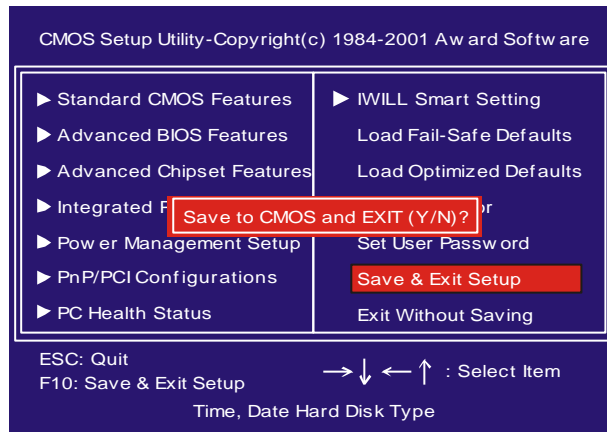 CMOS Setup Utility-Copyright(c) 1984-2001 Award Software
▶ Standard CMOS Features
▶ Advanced BIOS Features
▶ Advanced Chipset Features
▶ Integrated
▶ Power Management Setup
▶ PnP/PCI Configurations
▶ PC Health Status
▶ IWILL Smart Setting
Load Fail-Safe Defaults
Load Optimized Defaults
Set User Password
Save & Exit Setup
Exit Without Saving
Save to CMOS and EXIT (Y/N)?
ESC: Quit
F10: Save & Exit Setup
→↓ ←↑ : Select Item
Time, Date Hard Disk Type